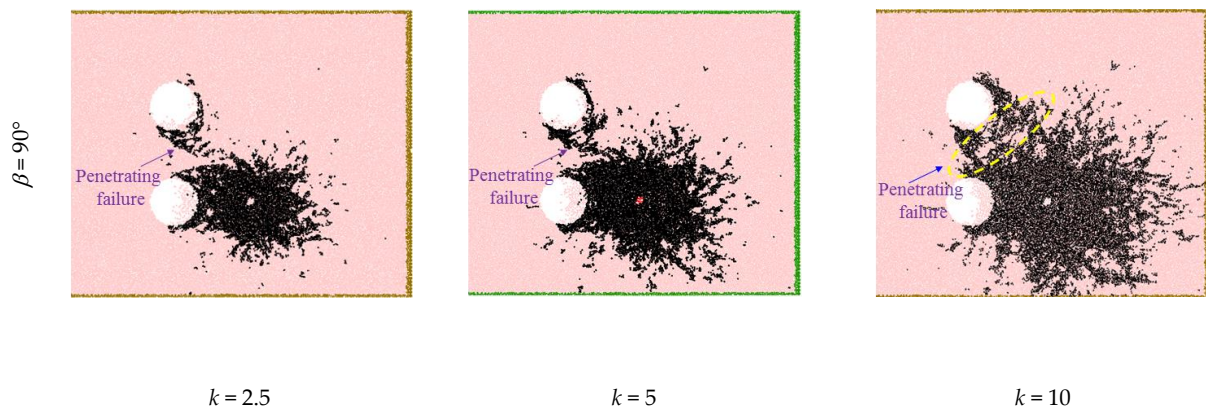 β = 90°
Penetrating
failure
Penetrating
failure
Penetrating
failure
k = 2.5
k = 5
k = 10